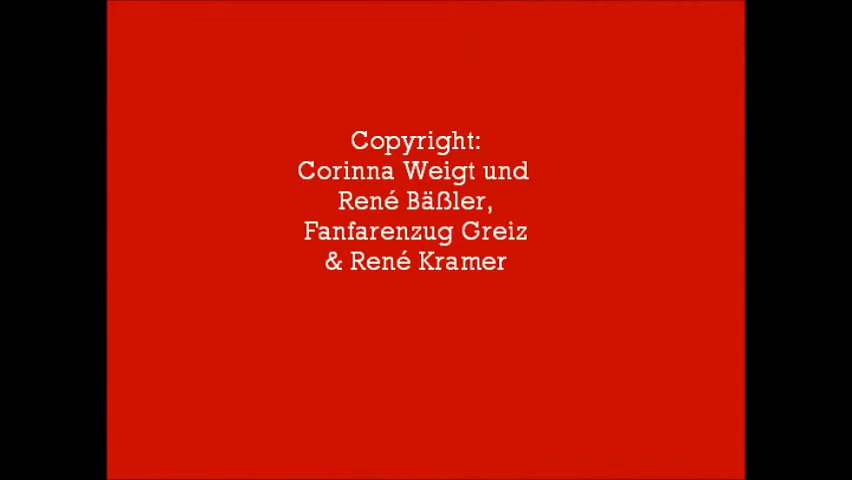 Copyright:
Corinna Weigt und
René Bäßler,
Fanfarenzug Greiz
& René Kramer